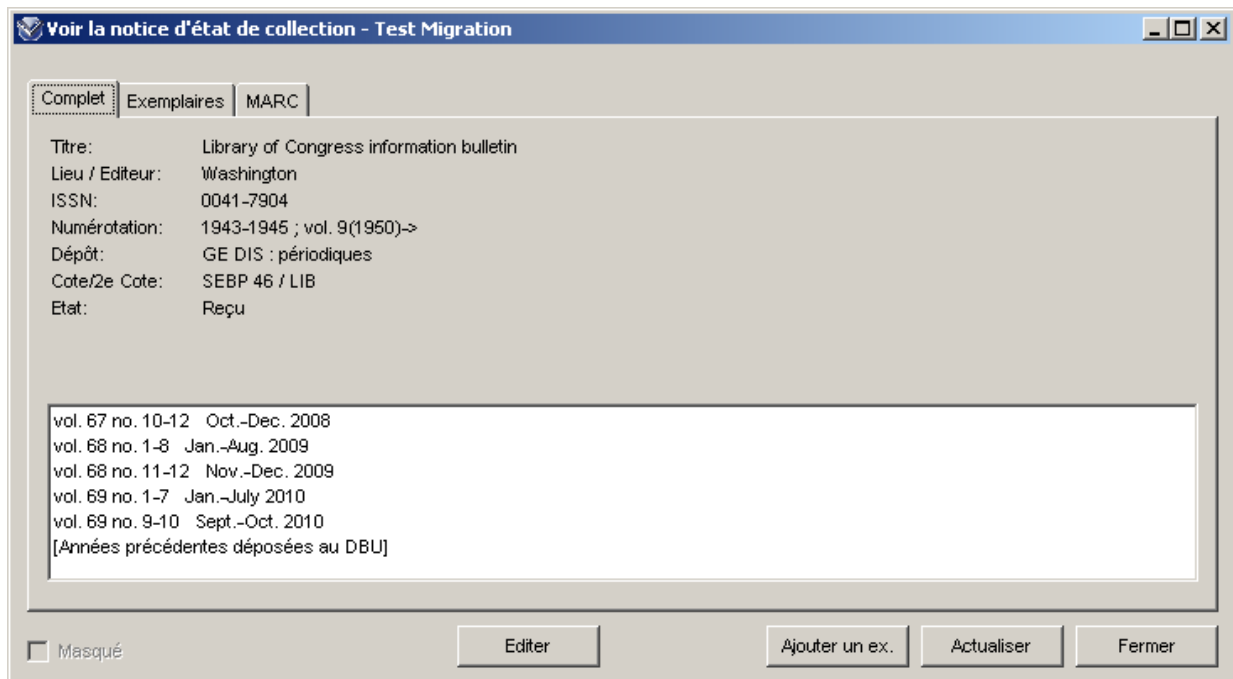 Voir la notice d'état de collection - Test Migration
Complet Exemplaires MARC
Titre: Library of Congress information bulletin
Lieu / Editeur: Washington
ISSN: 0041-7904
Numérotation: 1943-1945 ; vol. 9(1950)->
Dépôt: GE DIS : périodiques
Cote/2e Cote: SEBP 46 / LIB
Etat: Reçu
vol. 67 no. 10-12 Oct.-Dec. 2008
vol. 68 no. 1-8 Jan.-Aug. 2009
vol. 68 no. 11-12 Nov.-Dec. 2009
vol. 69 no. 1-7 Jan.-July 2010
vol. 69 no. 9-10 Sept.-Oct. 2010
[Années précédentes déposées au DBU]
Masqué Editer Ajouter un ex. Actualiser Fermer